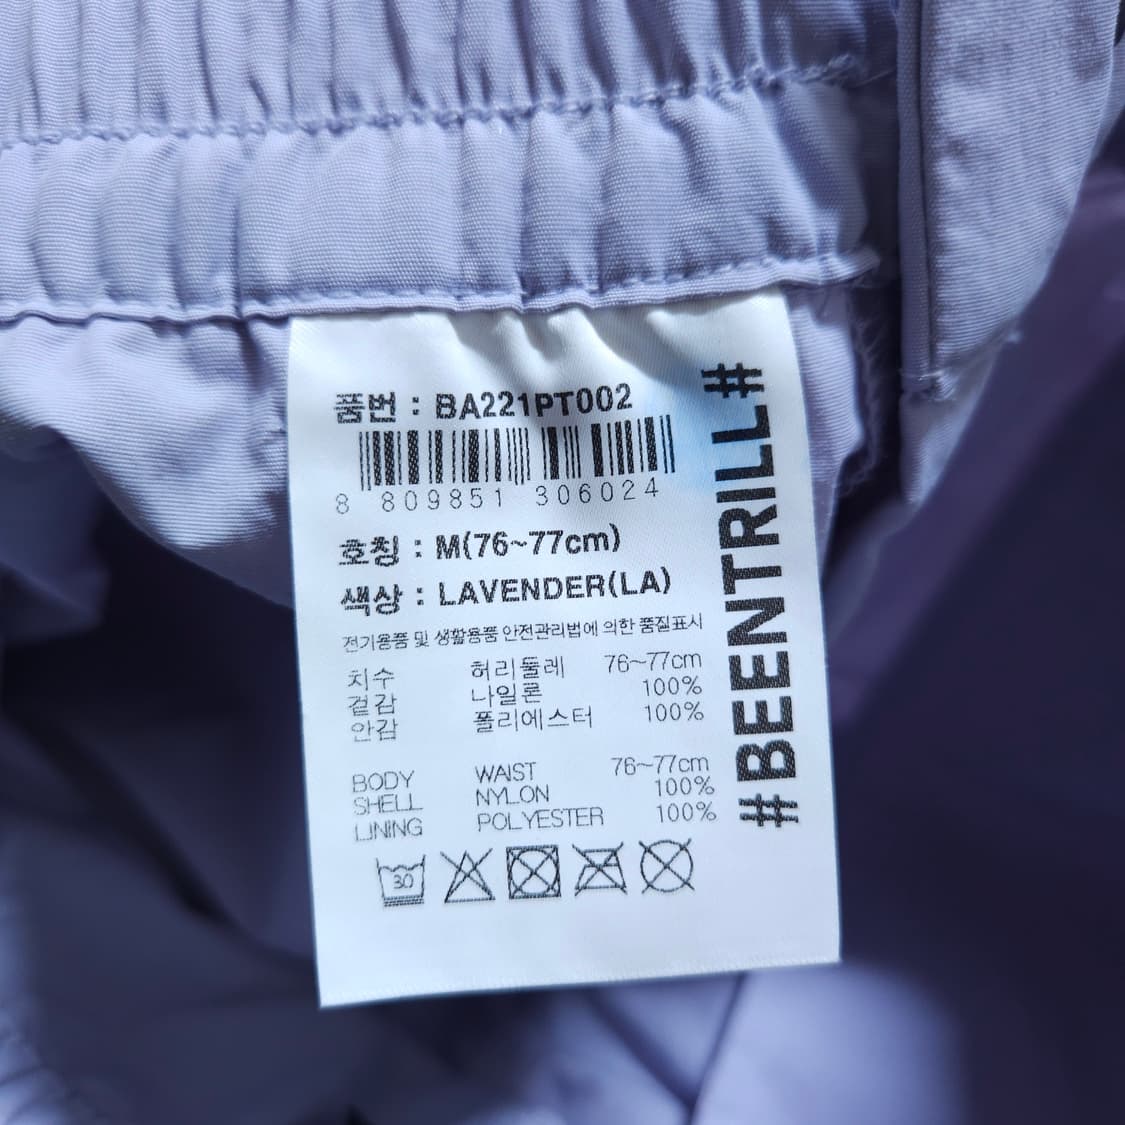 품번 : BA221PT002
8 809851 306024
호칭 : M(76~77cm)
색상 : LAVENDER(LA)
전기용품 및 생활용품 안전관리법에 의한 품질표시
치수 허리둘레 76~77cm
겉감 나일론 100%
안감 폴리에스터 100%
BODY WAIST 76~77cm
SHELL NYLON 100%
LINING POLYESTER 100%
30
#BEENTRILL#